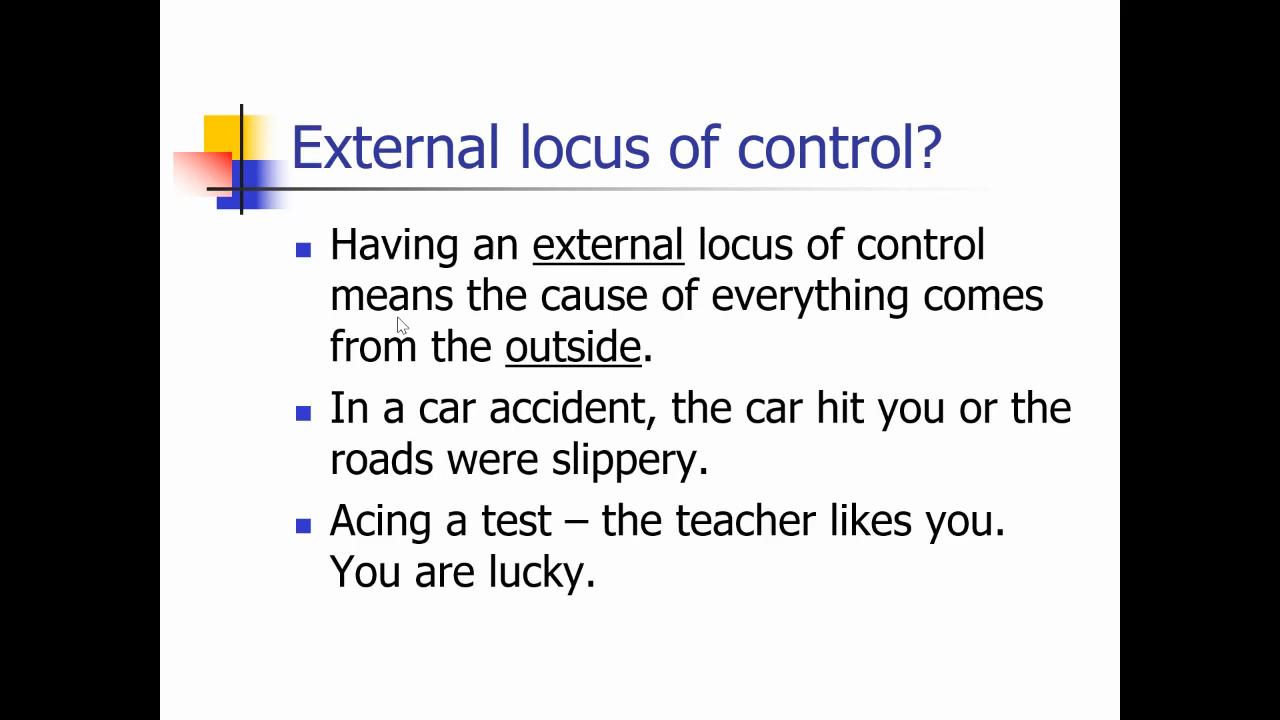 External locus of control?
Having an external locus of control
means the cause of everything comes
from the outside.
In a car accident, the car hit you or the
roads were slippery.
Acing a test – the teacher likes you.
You are lucky.